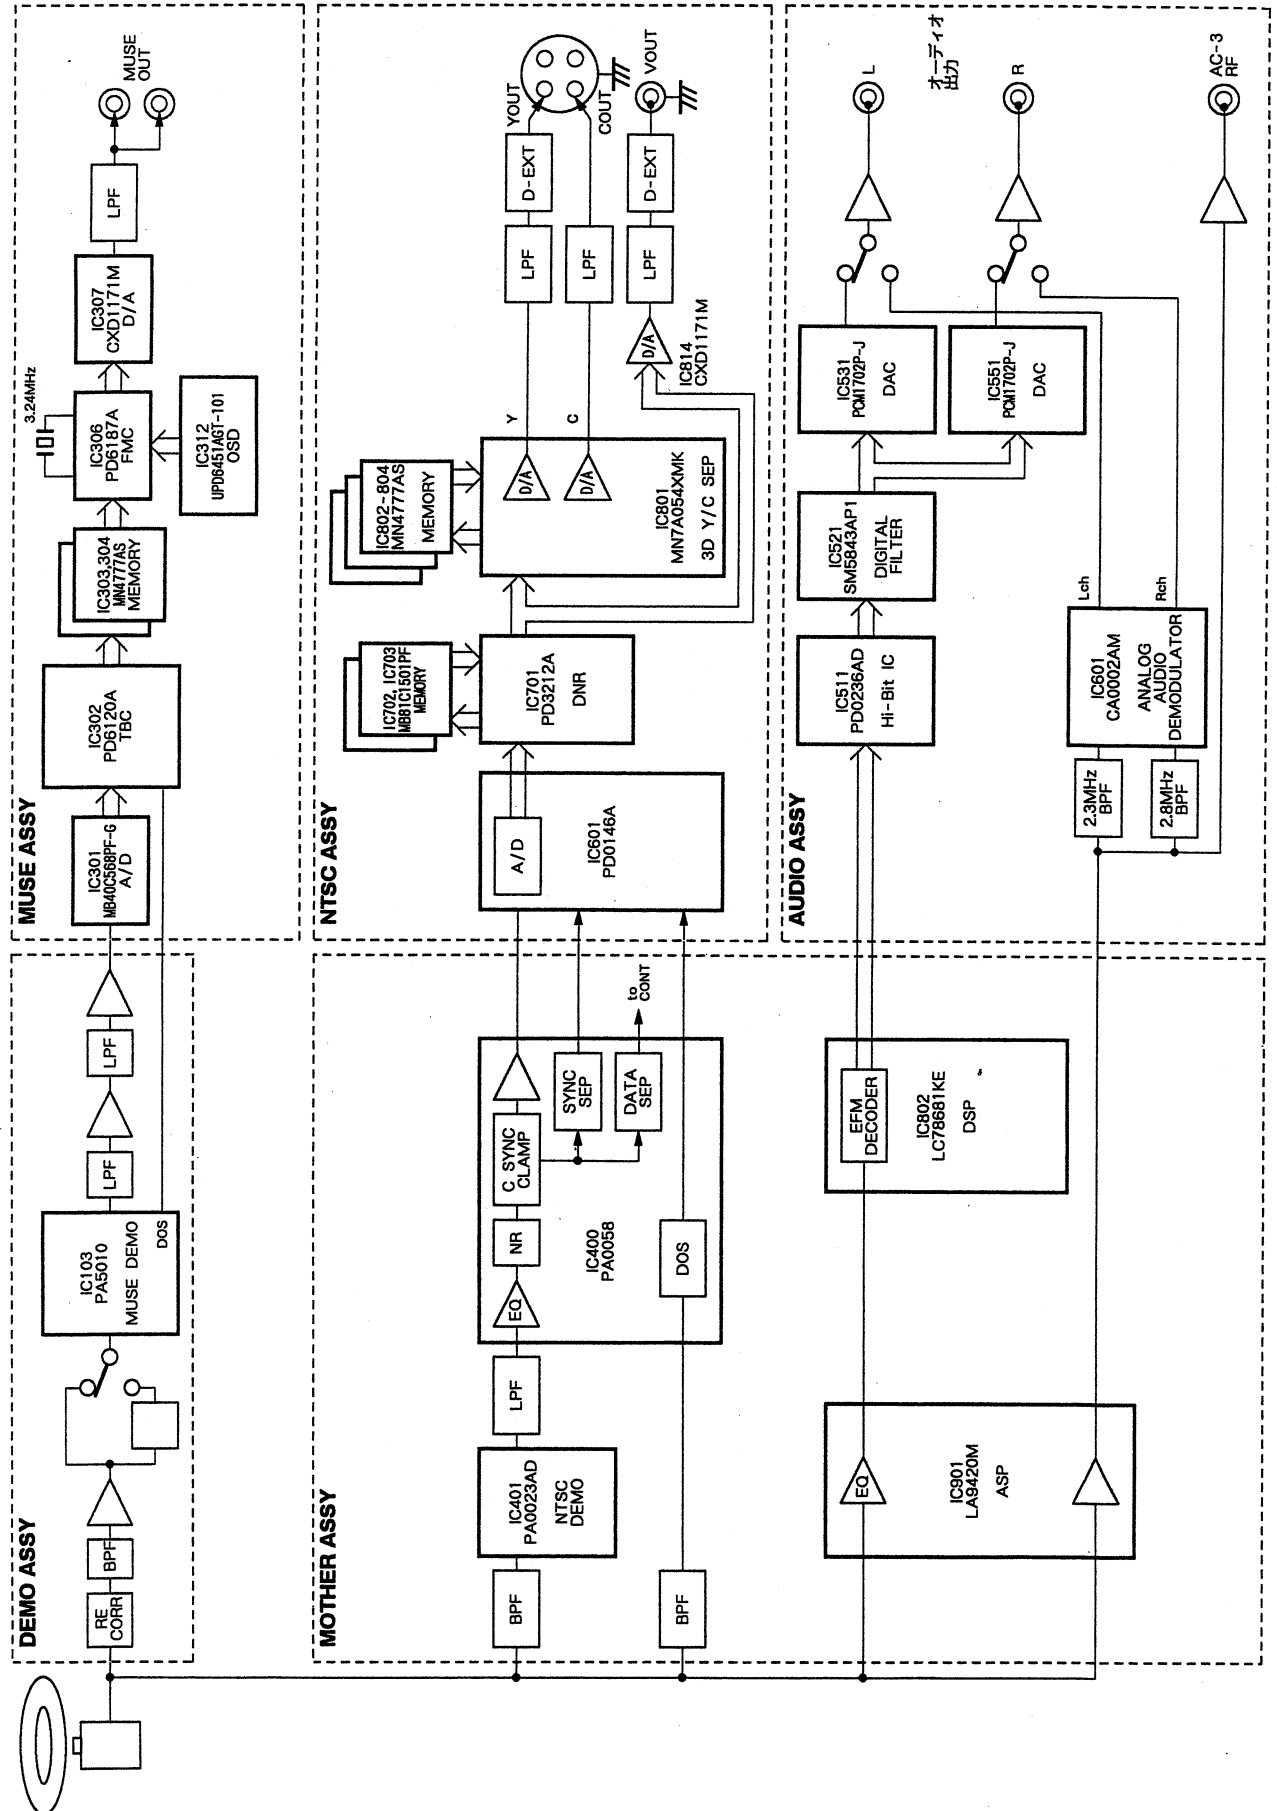 DEMO ASSY
RE
CORR
BPF
IC103
PA5010
MUSE DEMO
DOS
LPF
LPF
MUSE ASSY
IC301
MB40C568PF-G
A/D
IC302
PD6120A
TBC
IC303,304
MN4777AS
MEMORY
3.24MHz
IC306
PD6187A
FMC
IC312
UPD6451AGT-101
OSD
IC307
CXD1171M
D/A
LPF
MUSE
OUT
MOTHER ASSY
BPF
IC401
PA0023AD
NTSC
DEMO
LPF
EQ
NR
C SYNC
CLAMP
SYNC
SEP
DATA
SEP
to
CONT
IC400
PA0058
BPF
DOS
EQ
IC901
LA9420M
ASP
EFM
DECODER
IC802
LC78681KE
DSP
NTSC ASSY
A/D
IC601
PD0146A
IC702, IC703
MB81C1501PF
MEMORY
IC701
PD3212A
DNR
IC802-804
MN4777AS
MEMORY
D/A
D/A
IC801
MN7A054XMK
3D Y/C SEP
Y
C
D/A
IC814
CXD1171M
LPF
LPF
LPF
D-EXT
D-EXT
YOUT
COUT
VOUT
AUDIO ASSY
IC511
PD0236AD
Hi-Bit IC
IC521
SM5843AP1
DIGITAL
FILTER
IC531
PCM1702P-J
DAC
IC551
PCM1702P-J
DAC
2.3MHz
BPF
2.8MHz
BPF
IC601
CA0002AM
ANALOG
AUDIO
DEMODULATOR
Lch
Rch
L
オーディオ
出力
R
AC-3
RF